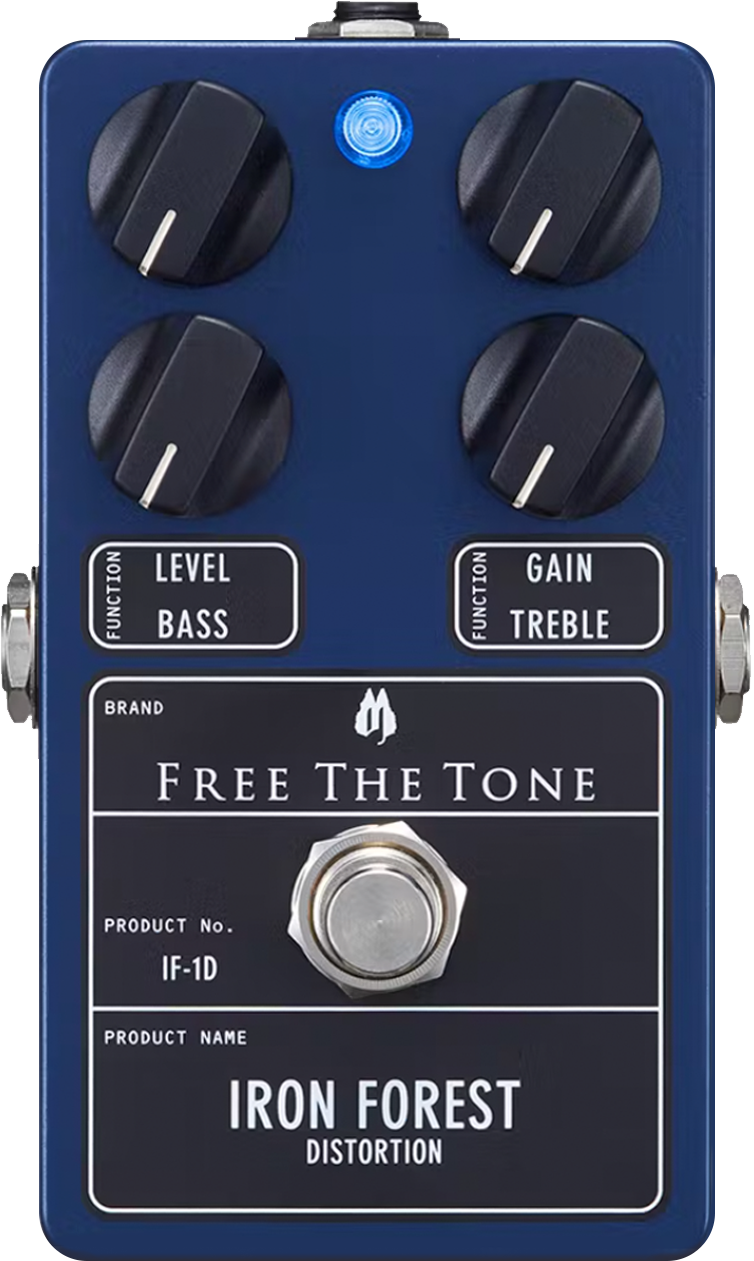 FUNCTION
LEVEL
BASS
FUNCTION
GAIN
TREBLE
BRAND
FREE THE TONE
PRODUCT No.
IF-1D
PRODUCT NAME
IRON FOREST
DISTORTION